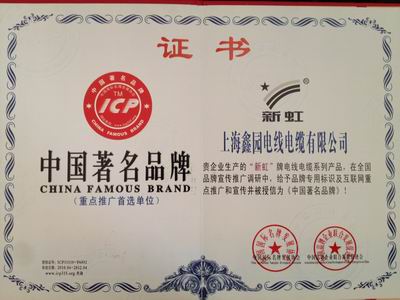 证书
中国著名品牌
TM
ICP
CHINA FAMOUS BRAND
中国著名品牌
CHINA FAMOUS BRAND
(重点推广首选单位)
新虹
上海鑫园电线电缆有限公司
贵企业生产的“新虹”牌电线电缆系列产品，在全国
品牌宣传推广调研中，给予品牌专用标识及互联网重
点推广和宣传并被授信为《中国著名品牌》！